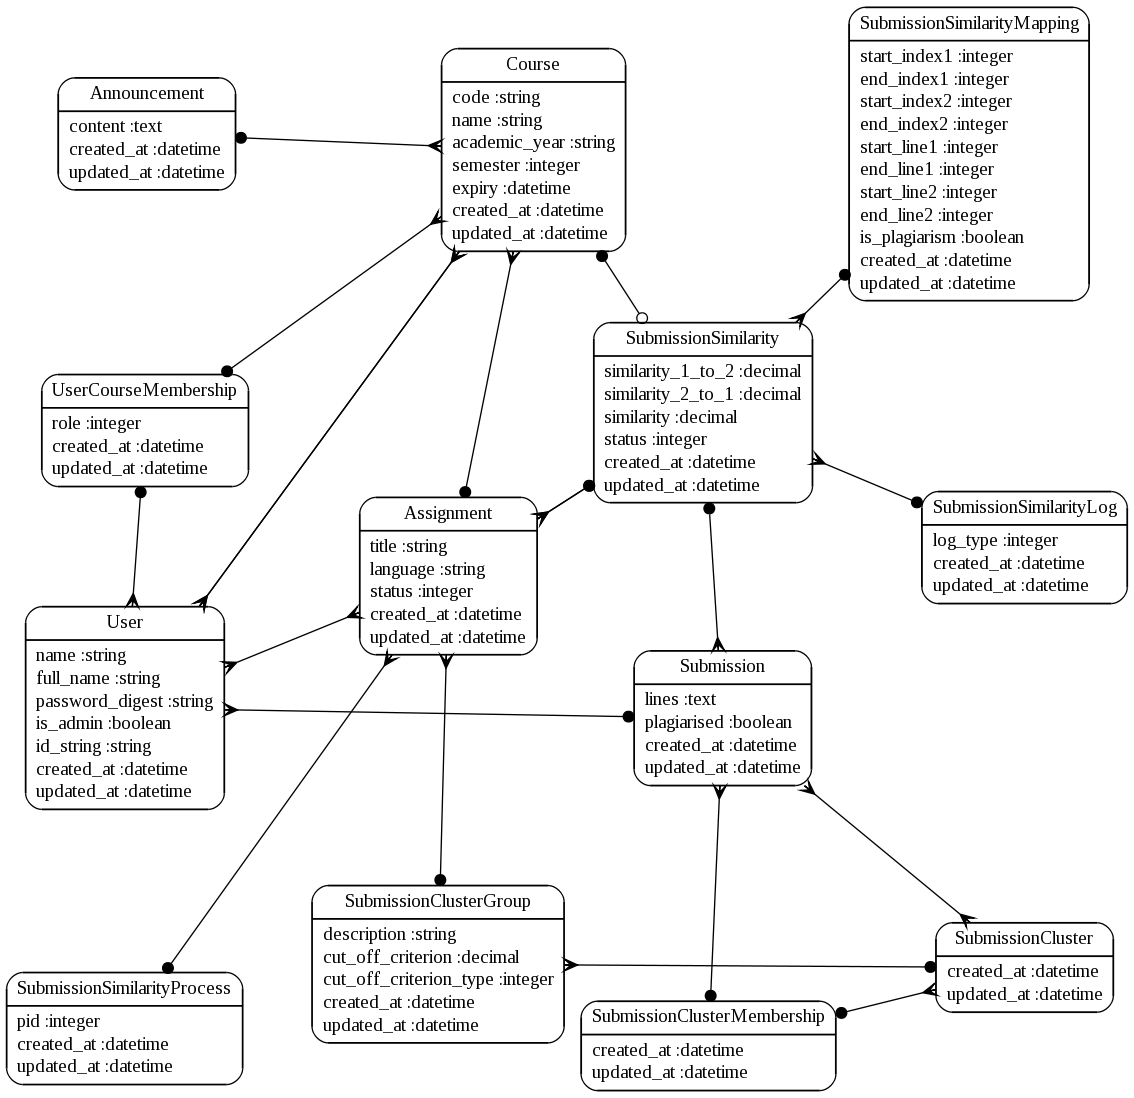 SubmissionSimilarityMapping
start_index1 :integer
end_index1 :integer
start_index2 :integer
end_index2 :integer
start_line1 :integer
end_line1 :integer
start_line2 :integer
end_line2 :integer
is_plagiarism :boolean
created_at :datetime
updated_at :datetime
Course
code :string
name :string
academic_year :string
semester :integer
expiry :datetime
created_at :datetime
updated_at :datetime
Announcement
content :text
created_at :datetime
updated_at :datetime
SubmissionSimilarity
similarity_1_to_2 :decimal
similarity_2_to_1 :decimal
similarity :decimal
status :integer
created_at :datetime
updated_at :datetime
UserCourseMembership
role :integer
created_at :datetime
updated_at :datetime
SubmissionSimilarityLog
log_type :integer
created_at :datetime
updated_at :datetime
Assignment
title :string
language :string
status :integer
created_at :datetime
updated_at :datetime
User
name :string
full_name :string
password_digest :string
is_admin :boolean
id_string :string
created_at :datetime
updated_at :datetime
Submission
lines :text
plagiarised :boolean
created_at :datetime
updated_at :datetime
SubmissionClusterGroup
description :string
cut_off_criterion :decimal
cut_off_criterion_type :integer
created_at :datetime
updated_at :datetime
SubmissionCluster
created_at :datetime
updated_at :datetime
SubmissionSimilarityProcess
pid :integer
created_at :datetime
updated_at :datetime
SubmissionClusterMembership
created_at :datetime
updated_at :datetime